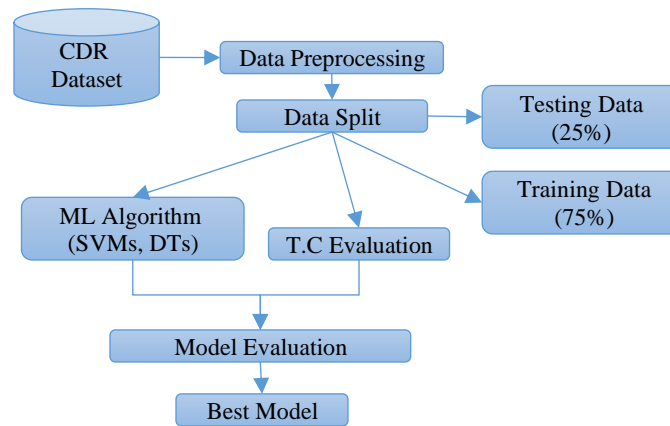 CDR
Dataset
Data Preprocessing
Data Split
Testing Data
(25%)
Training Data
(75%)
ML Algorithm
(SVMs, DTs)
T.C Evaluation
Model Evaluation
Best Model